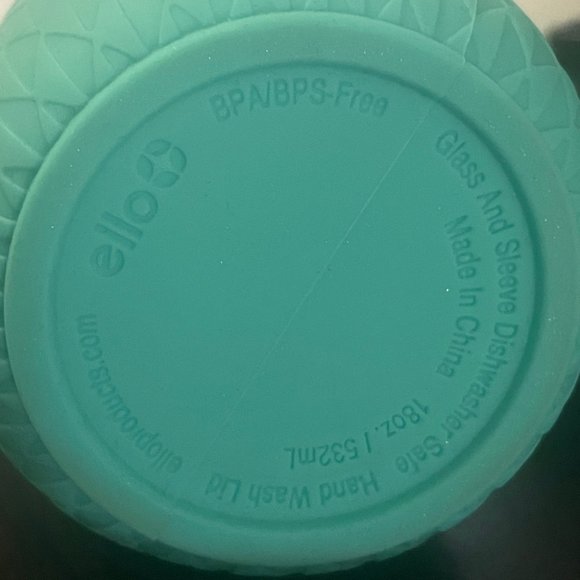 ello
BPA/BPS-Free
Glass And Sleeve Dishwasher Safe Hand Wash Lid
Made In China
18oz. / 532mL
elloproducts.com